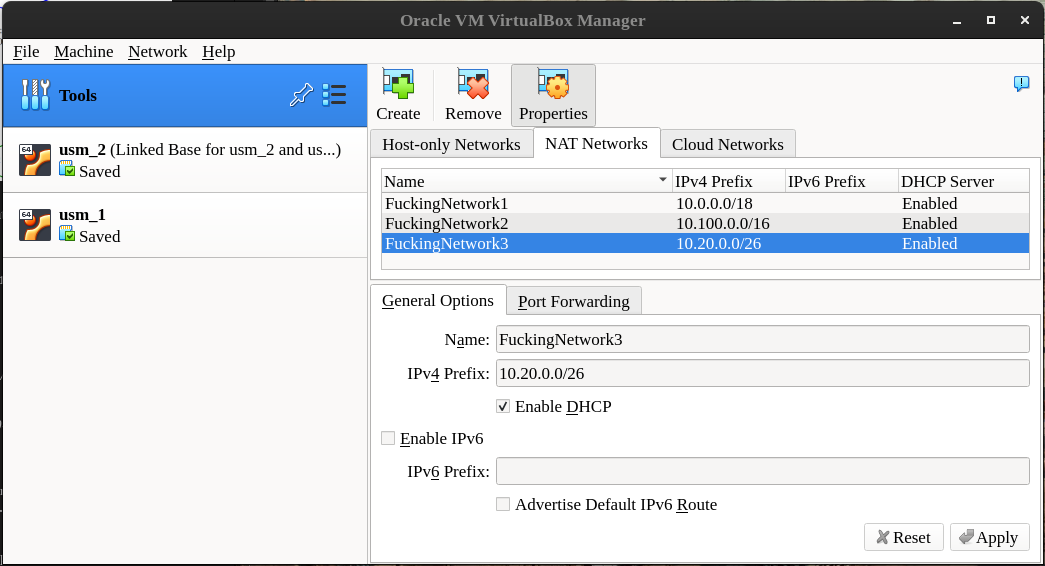 Oracle VM VirtualBox Manager
File Machine Network Help
Tools
64
usm_2 (Linked Base for usm_2 and us...)
Saved
64
usm_1
Saved
Create Remove Properties
Host-only Networks NAT Networks Cloud Networks
Name IPv4 Prefix IPv6 Prefix DHCP Server
FuckingNetwork1 10.0.0.0/18 Enabled
FuckingNetwork2 10.100.0.0/16 Enabled
FuckingNetwork3 10.20.0.0/26 Enabled
General Options Port Forwarding
Name: FuckingNetwork3
IPv4 Prefix: 10.20.0.0/26
Enable DHCP
Enable IPv6
IPv6 Prefix:
Advertise Default IPv6 Route
Reset Apply